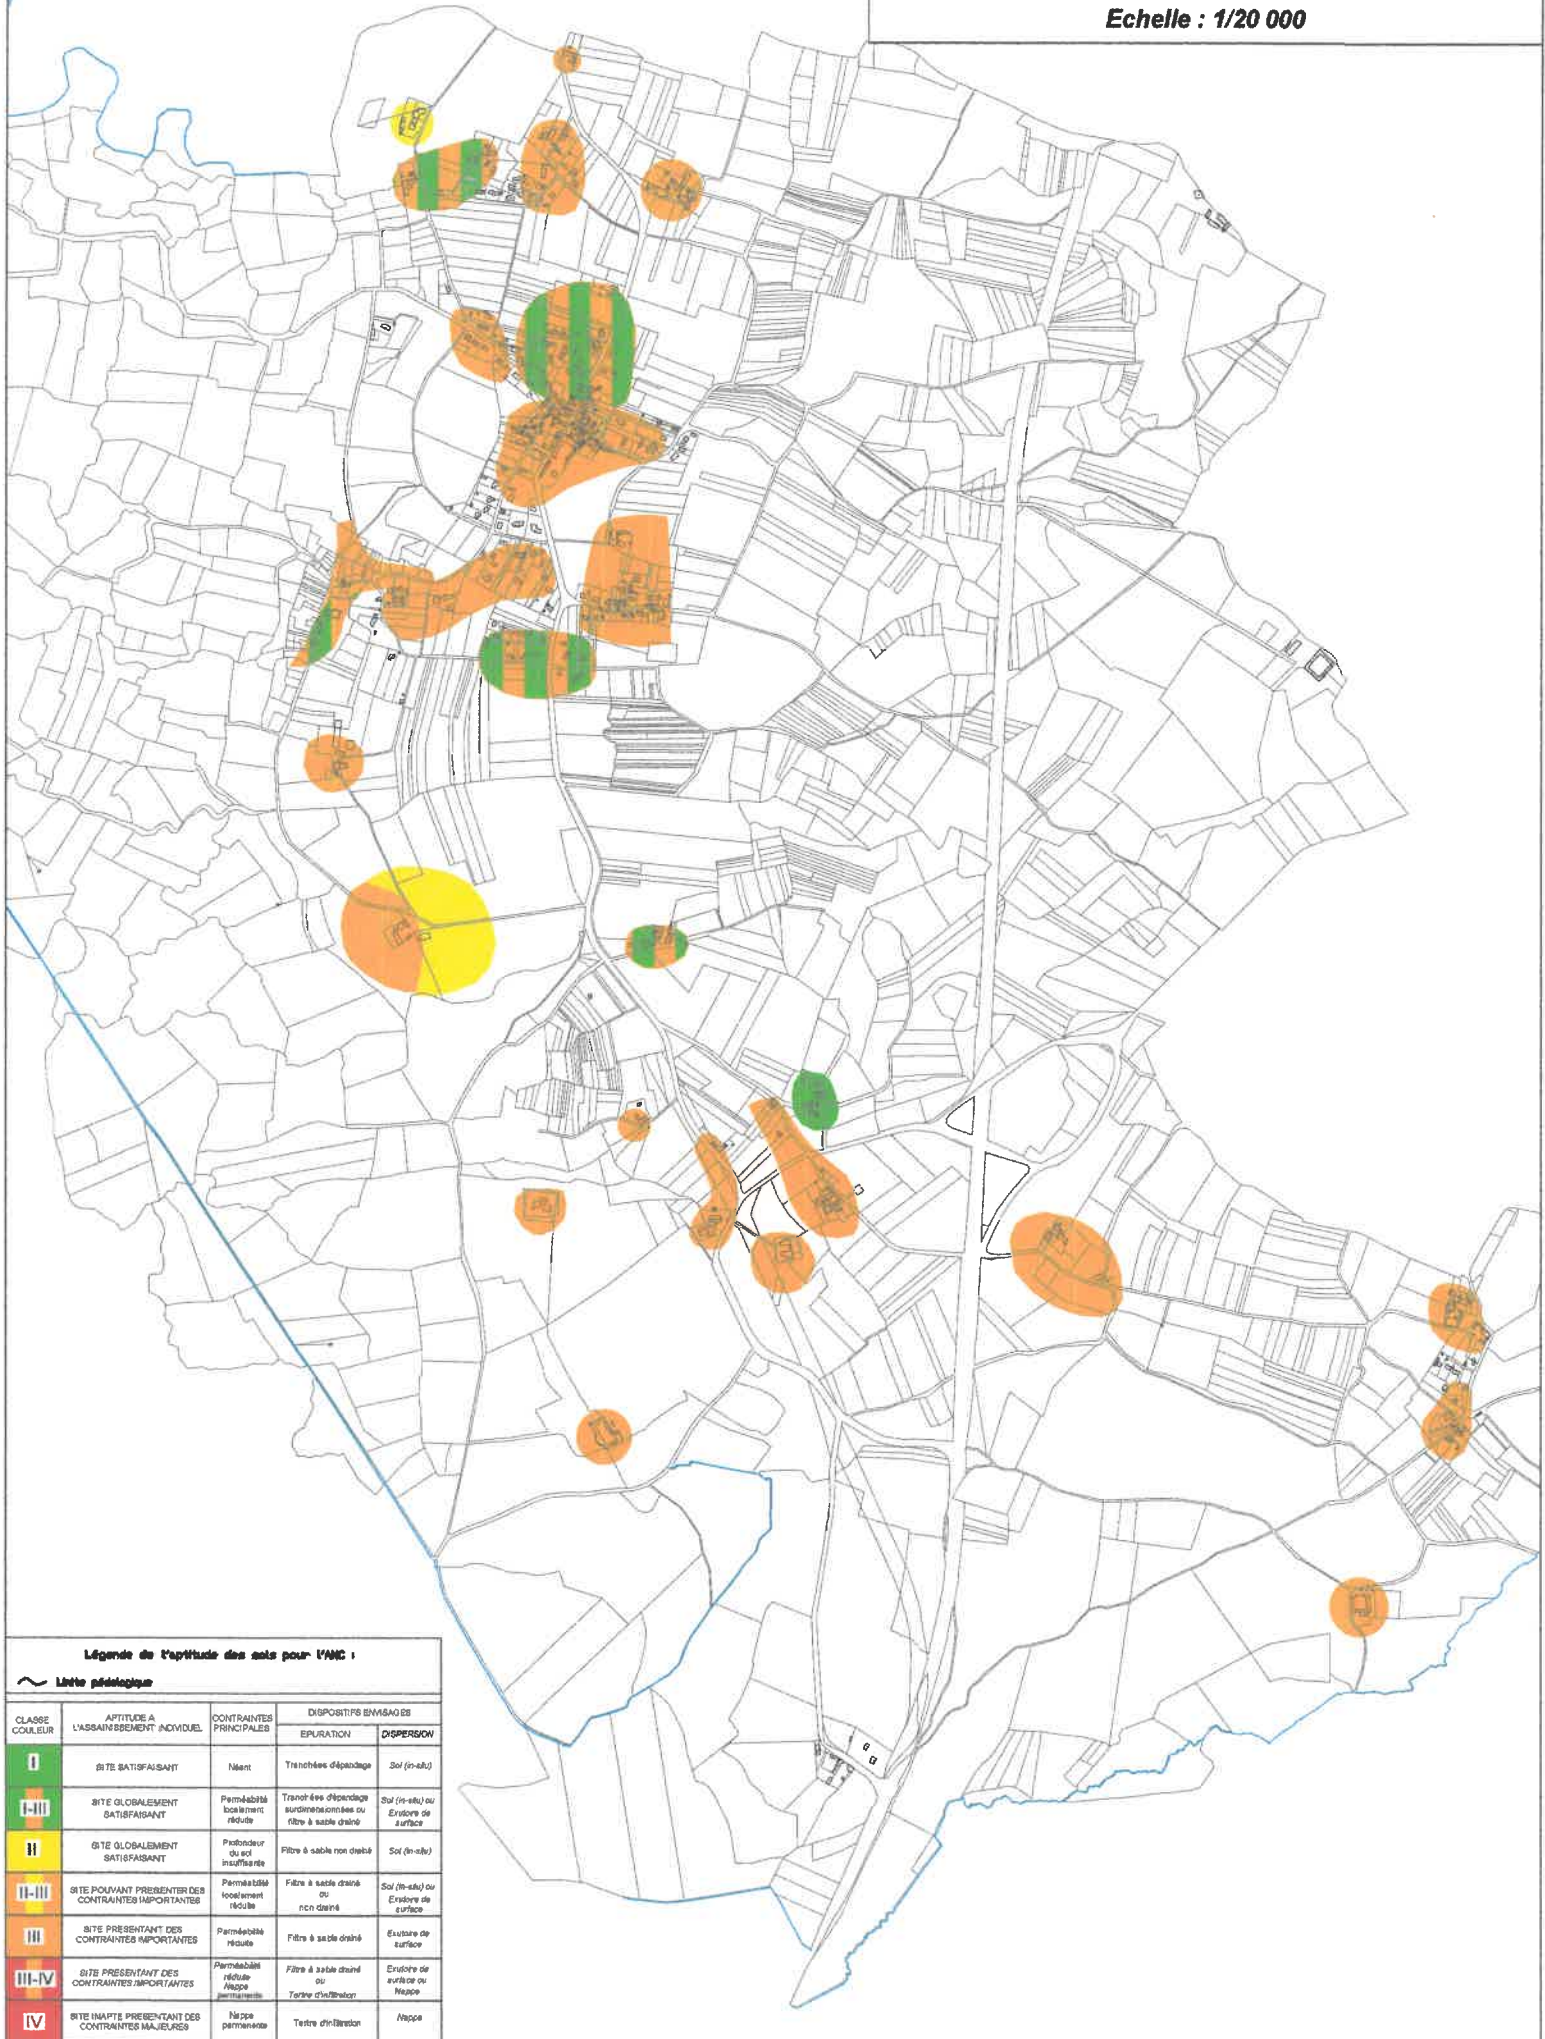 Echelle : 1/20 000
Légende de l'aptitude des sols pour l'ANC :
Limite pédologique
CLASSE COULEUR
APTITUDE A L'ASSAINISSEMENT INDIVIDUEL
CONTRAINTES PRINCIPALES
DISPOSITIFS ENVISAGES
EPURATION
DISPERSION
I
SITE SATISFAISANT
Néant
Tranchées d'épandage
Sol (in-situ)
I-III
SITE GLOBALEMENT
SATISFAISANT
Perméabilité
localement
réduite
Tranchées d'épandage
surdimensionnées ou
filtre à sable drainé
Sol (in-situ) ou
Exutoire de
surface
II
SITE GLOBALEMENT
SATISFAISANT
Profondeur
du sol
insuffisante
Filtre à sable non drainé
Sol (in-situ)
II-III
SITE POUVANT PRESENTER DES
CONTRAINTES IMPORTANTES
Perméabilité
localement
réduite
Filtre à sable drainé
ou
non drainé
Sol (in-situ) ou
Exutoire de
surface
III
SITE PRESENTANT DES
CONTRAINTES IMPORTANTES
Perméabilité
réduite
Filtre à sable drainé
Exutoire de
surface
III-IV
SITE PRESENTANT DES
CONTRAINTES IMPORTANTES
Perméabilité
réduite
Nappe
permanente
Filtre à sable drainé
ou
Tertre d'infiltration
Exutoire de
surface ou
Nappe
IV
SITE INAPTE PRESENTANT DES
CONTRAINTES MAJEURES
Nappe
permanente
Tertre d'infiltration
Nappe